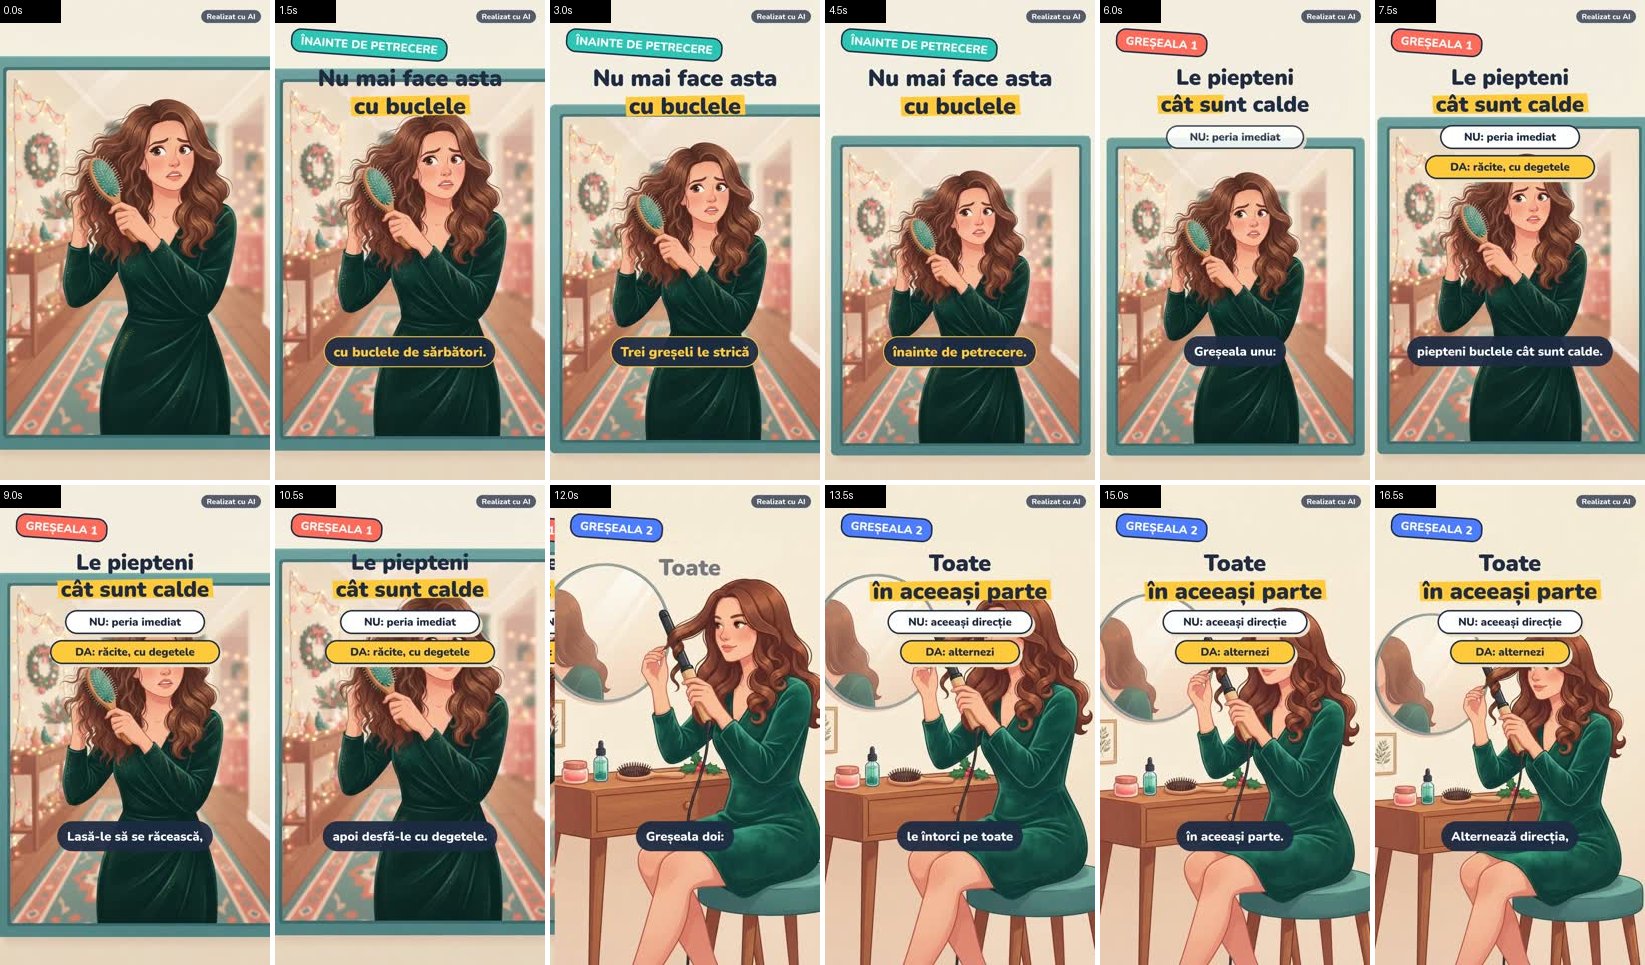 0.0s
Realizat cu AI
1.5s
Realizat cu AI
ÎNAINTE DE PETRECERE
Nu mai face asta
cu buclele
cu buclele de sărbători.
3.0s
Realizat cu AI
ÎNAINTE DE PETRECERE
Nu mai face asta
cu buclele
Trei greșeli le strică
4.5s
Realizat cu AI
ÎNAINTE DE PETRECERE
Nu mai face asta
cu buclele
înainte de petrecere.
6.0s
Realizat cu AI
GREȘEALA 1
Le piepteni
cât sunt calde
NU: peria imediat
Greșeala unu:
7.5s
Realizat cu AI
GREȘEALA 1
Le piepteni
cât sunt calde
NU: peria imediat
DA: răcite, cu degetele
piepteni buclele cât sunt calde.
9.0s
Realizat cu AI
GREȘEALA 1
Le piepteni
cât sunt calde
NU: peria imediat
DA: răcite, cu degetele
Lasă-le să se răcească,
10.5s
Realizat cu AI
GREȘEALA 1
Le piepteni
cât sunt calde
NU: peria imediat
DA: răcite, cu degetele
apoi desfă-le cu degetele.
12.0s
Realizat cu AI
GREȘEALA 2
Toate
Greșeala doi:
13.5s
Realizat cu AI
GREȘEALA 2
Toate
în aceeași parte
NU: aceeași direcție
DA: alternezi
le întorci pe toate
15.0s
Realizat cu AI
GREȘEALA 2
Toate
în aceeași parte
NU: aceeași direcție
DA: alternezi
în aceeași parte.
16.5s
Realizat cu AI
GREȘEALA 2
Toate
în aceeași parte
NU: aceeași direcție
DA: alternezi
Alternează direcția,